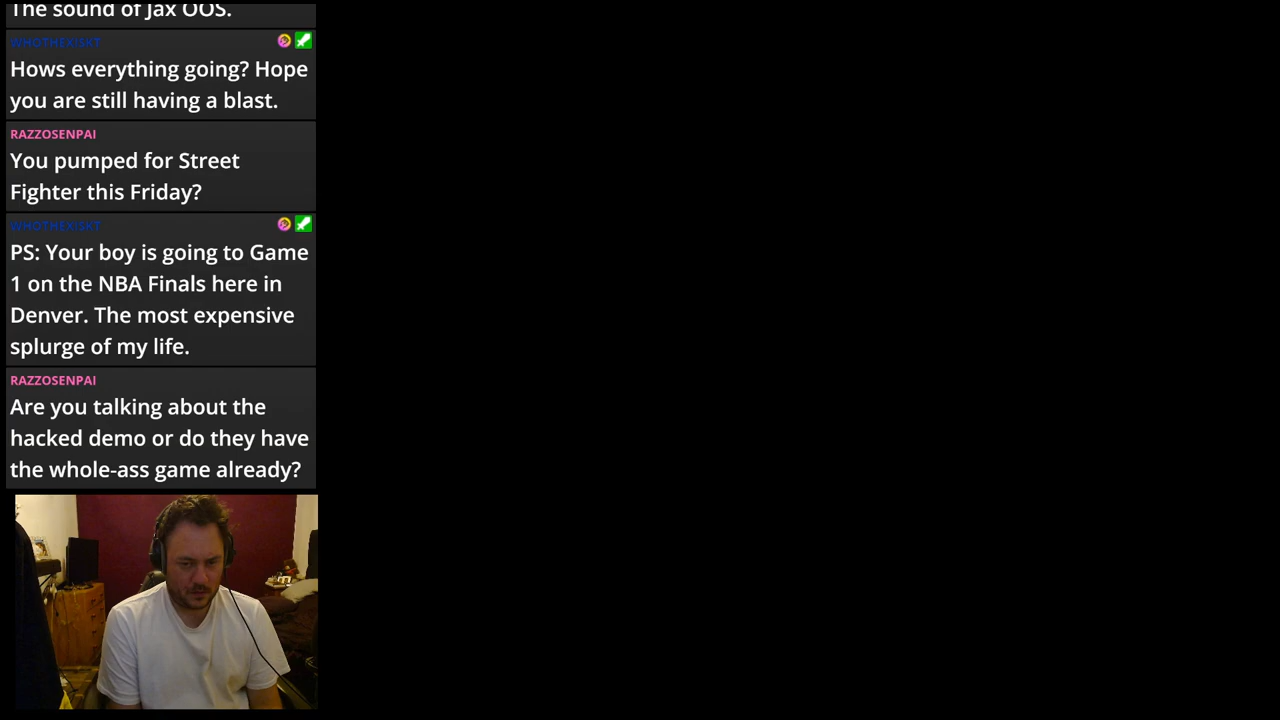 The sound of Jax OOS.
WHOTHEXISKT
Hows everything going? Hope
you are still having a blast.
RAZZOSENPAI
You pumped for Street
Fighter this Friday?
WHOTHEXISKT
PS: Your boy is going to Game
1 on the NBA Finals here in
Denver. The most expensive
splurge of my life.
RAZZOSENPAI
Are you talking about the
hacked demo or do they have
the whole-ass game already?